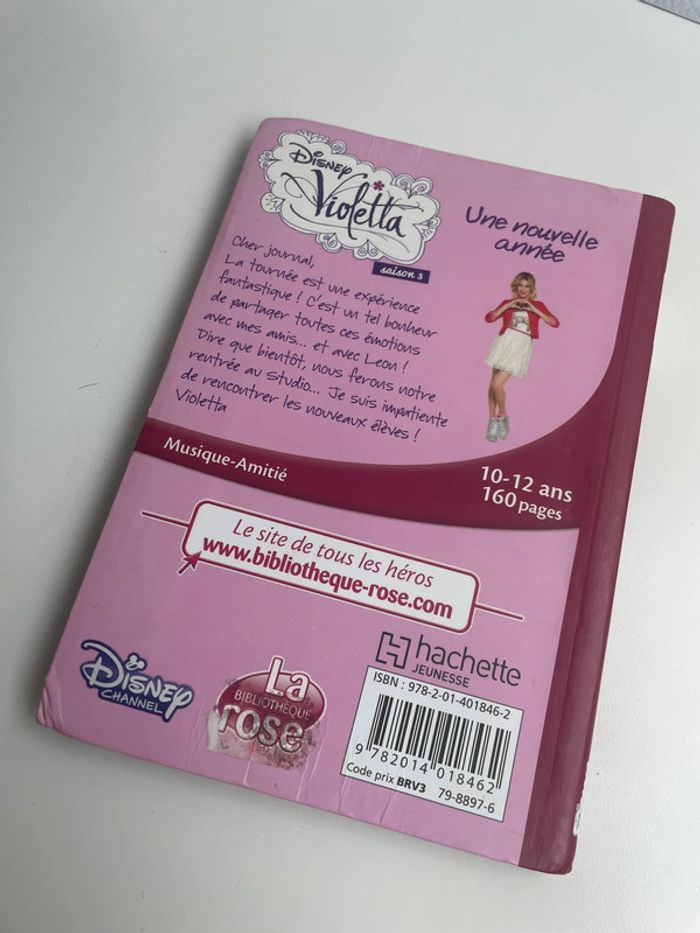 Disney
Violetta
saison 3
Une nouvelle
année
Cher journal,
La tournée est une expérience
fantastique ! C'est un tel bonheur
de partager toutes ces émotions
avec mes amis... et avec Leon !
Dire que bientôt, nous ferons notre
rentrée au Studio... Je suis impatiente
de rencontrer les nouveaux élèves !
Violetta
Musique-Amitié
10-12 ans
160 pages
Le site de tous les héros
www.bibliotheque-rose.com
Disney
CHANNEL
La
BIBLIOTHÈQUE
rose
hachette
JEUNESSE
ISBN : 978-2-01-401846-2
9 782014 018462
Code prix BRV3
79-8897-6